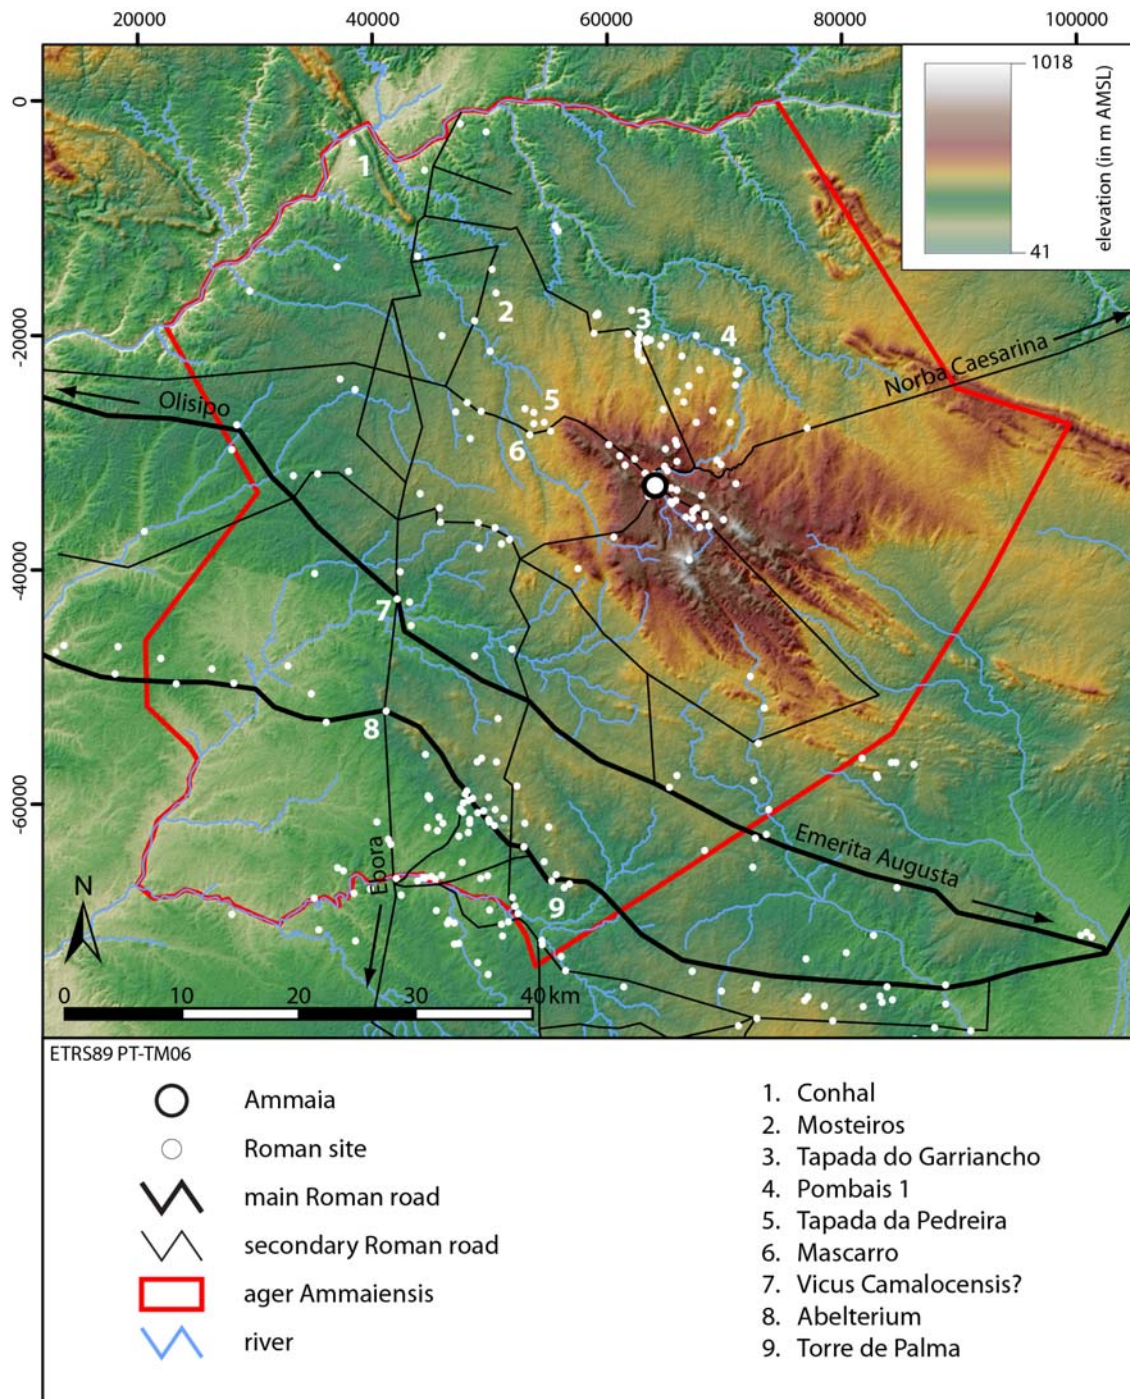 20000 40000 60000 80000 100000
1018
41
elevation (in m AMSL)
0
-20000
-40000
-60000
1
2
3
4
Norba Caesarina
Olisipo
5
6
7
8
Emerita Augusta
Ebora
9
N
0 10 20 30 40 km
ETRS89 PT-TM06
Ammaia
Roman site
main Roman road
secondary Roman road
ager Ammaiensis
river
1. Conhal
2. Mosteiros
3. Tapada do Garriancho
4. Pombais 1
5. Tapada da Pedreira
6. Mascarro
7. Vicus Camalocensis?
8. Abelterium
9. Torre de Palma